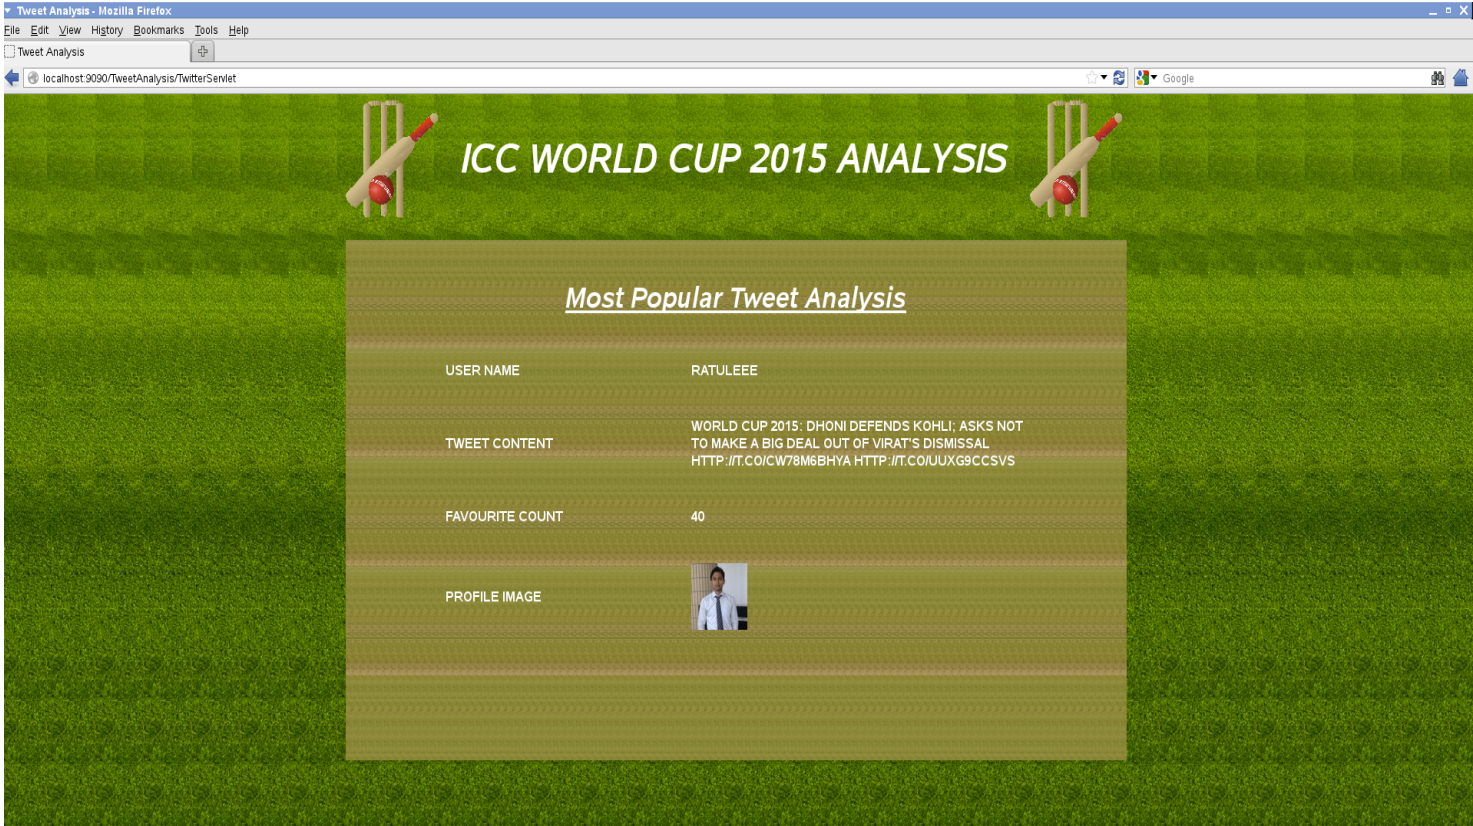 Tweet Analysis - Mozilla Firefox
File Edit View History Bookmarks Tools Help
Tweet Analysis
localhost:9090/TweetAnalysis/TwitterServlet
Google
ICC WORLD CUP 2015 ANALYSIS
Most Popular Tweet Analysis
USER NAME RATULEEE
TWEET CONTENT
WORLD CUP 2015: DHONI DEFENDS KOHLI; ASKS NOT
TO MAKE A BIG DEAL OUT OF VIRAT'S DISMISSAL
HTTP://T.CO/CW78M6BHYA HTTP://T.CO/UUXG9CCSVS
FAVOURITE COUNT 40
PROFILE IMAGE